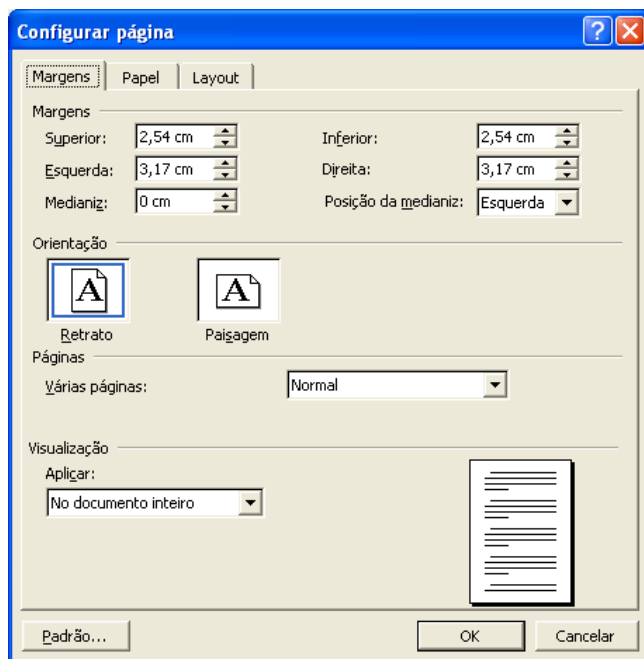 Configurar página
Margens Papel Layout
Margens
Superior: 2,54 cm Inferior: 2,54 cm
Esquerda: 3,17 cm Direita: 3,17 cm
Medianiz: 0 cm Posição da medianiz: Esquerda
Orientação
A A
Retrato Paisagem
Páginas
Várias páginas: Normal
Visualização
Aplicar:
No documento inteiro
Padrão... OK Cancelar